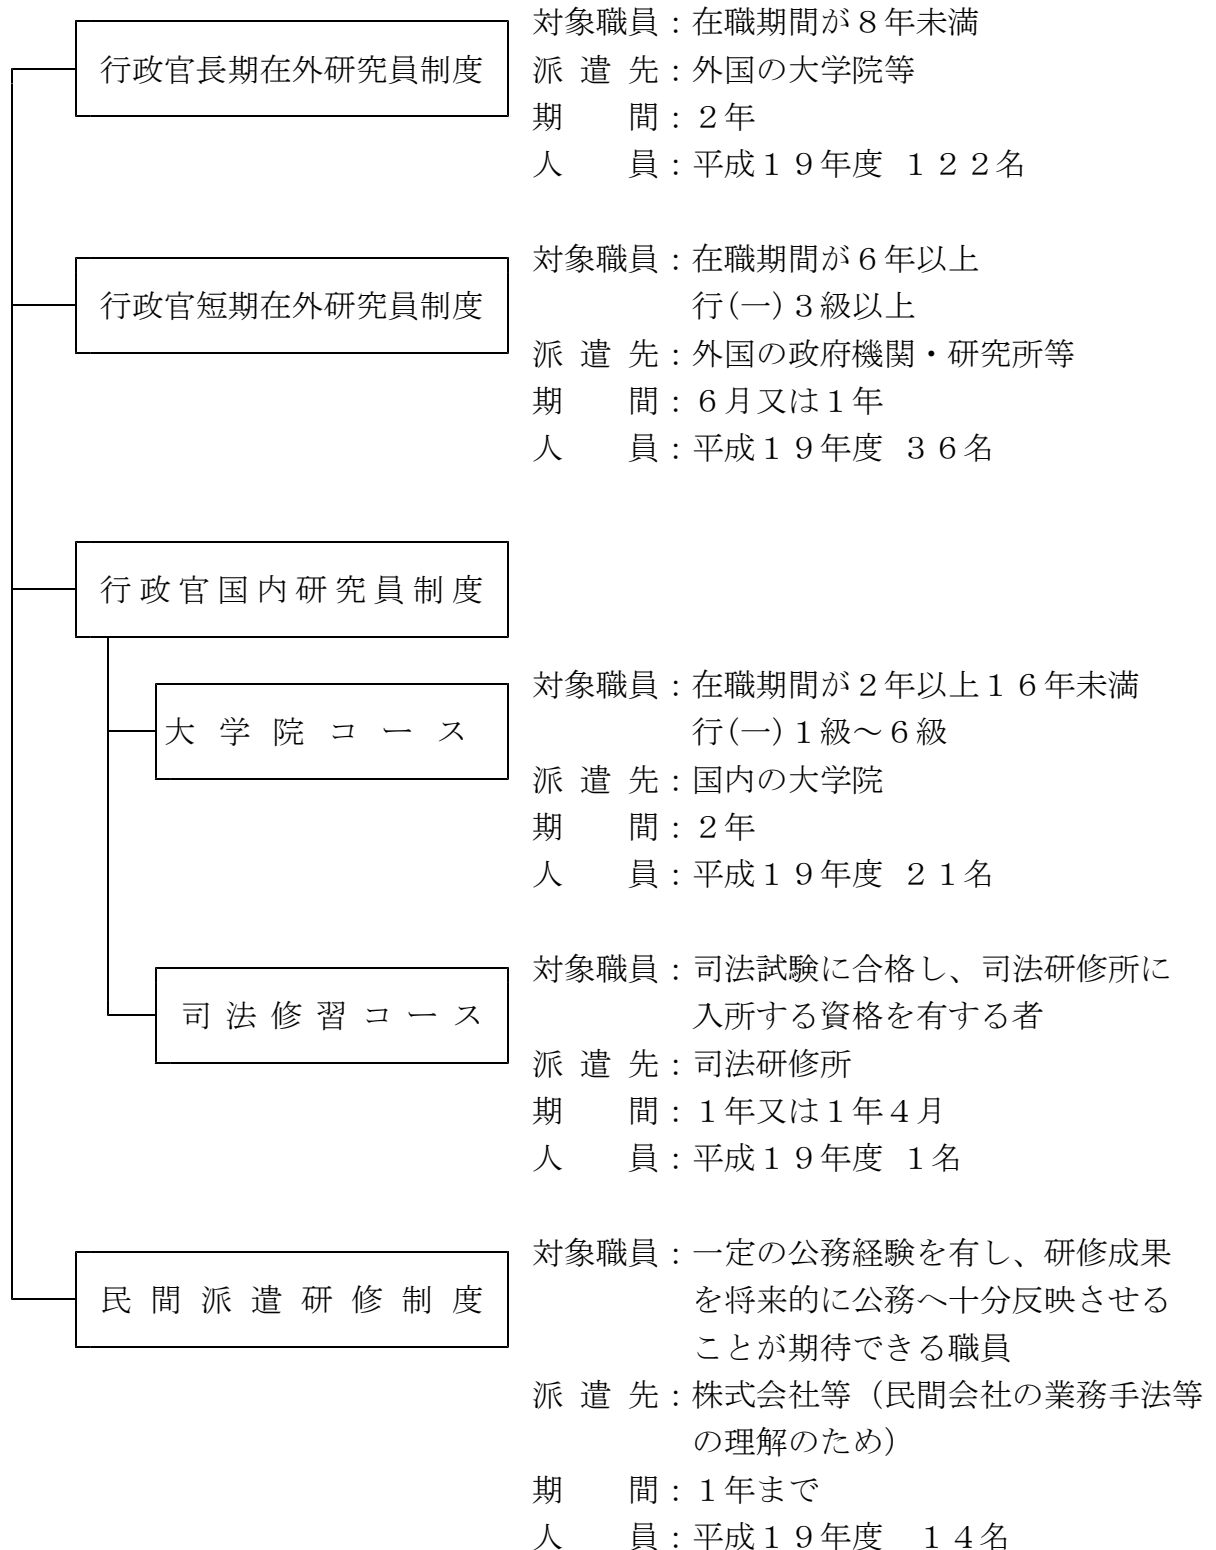 行政官長期在外研究員制度
対象職員：在職期間が８年未満
派遣先：外国の大学院等
期　　間：２年
人　　員：平成１９年度 １２２名
行政官短期在外研究員制度
対象職員：在職期間が６年以上
行(一)３級以上
派遣先：外国の政府機関・研究所等
期　　間：６月又は１年
人　　員：平成１９年度 ３６名
行政官国内研究員制度
大学院コース
対象職員：在職期間が２年以上１６年未満
行(一)１級～６級
派遣先：国内の大学院
期　　間：２年
人　　員：平成１９年度 ２１名
司法修習コース
対象職員：司法試験に合格し、司法研修所に
入所する資格を有する者
派遣先：司法研修所
期　　間：１年又は１年４月
人　　員：平成１９年度 １名
民間派遣研修制度
対象職員：一定の公務経験を有し、研修成果
を将来的に公務へ十分反映させる
ことが期待できる職員
派遣先：株式会社等（民間会社の業務手法等
の理解のため）
期　　間：１年まで
人　　員：平成１９年度　１４名